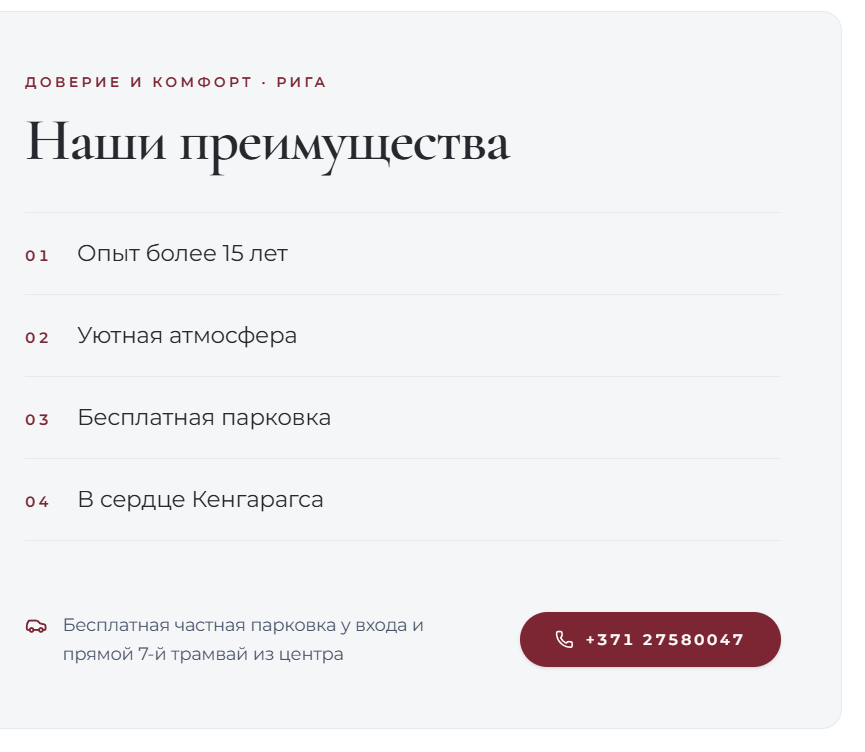 ДОВЕРИЕ И КОМФОРТ · РИГА
Наши преимущества
01 Опыт более 15 лет
02 Уютная атмосфера
03 Бесплатная парковка
04 В сердце Кенгарагса
Бесплатная частная парковка у входа и
прямой 7-й трамвай из центра
+371 27580047